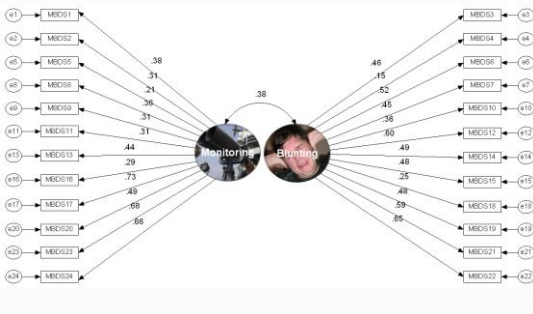 e1 MBDS1
e2 MBDS2
e5 MBDS5
e8 MBDS8
e9 MBDS9
e11 MBDS11
e13 MBDS13
e16 MBDS16
e17 MBDS17
e20 MBDS20
e23 MBDS23
e24 MBDS24
.38
.31
.21
.36
.31
.31
.44
.29
.73
.49
.68
.66
.38
Monitoring Blunting
.46
.15
.52
.45
.36
.60
.49
.48
.25
.48
.59
.65
MBDS3 e3
MBDS4 e4
MBDS6 e6
MBDS7 e7
MBDS10 e10
MBDS12 e12
MBDS14 e14
MBDS15 e15
MBDS18 e18
MBDS19 e19
MBDS21 e21
MBDS22 e22